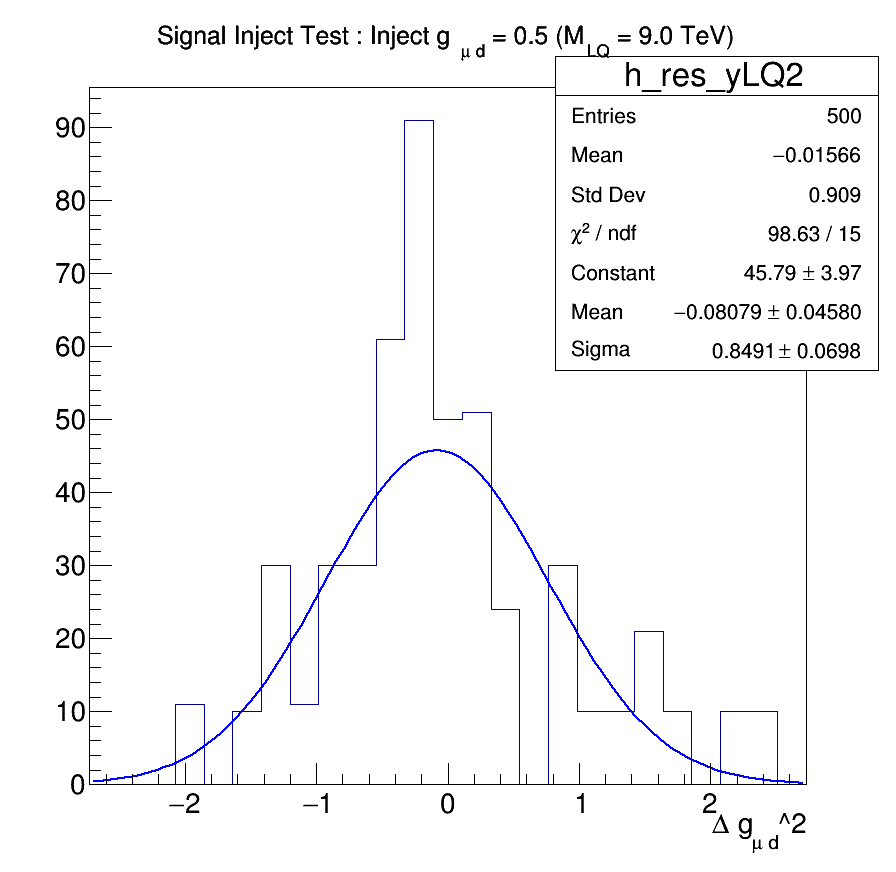 Signal Inject Test : Inject g μ d = 0.5 (M LQ = 9.0 TeV)
h_res_yLQ2
Entries 500
Mean −0.01566
Std Dev 0.909
χ² / ndf 98.63 / 15
Constant 45.79 ± 3.97
Mean −0.08079 ± 0.04580
Sigma 0.8491 ± 0.0698
90
80
70
60
50
40
30
20
10
0
−2 −1 0 1 2
Δ g μ d ^2